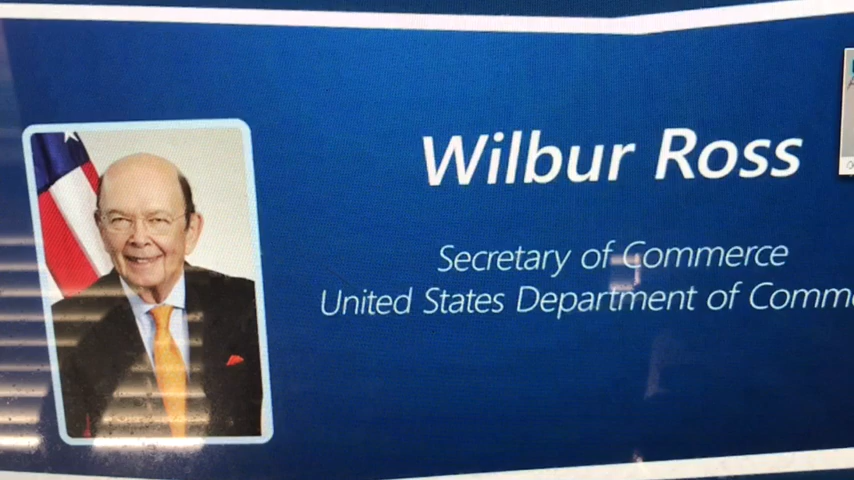 Wilbur Ross
Secretary of Commerce
United States Department of Comm